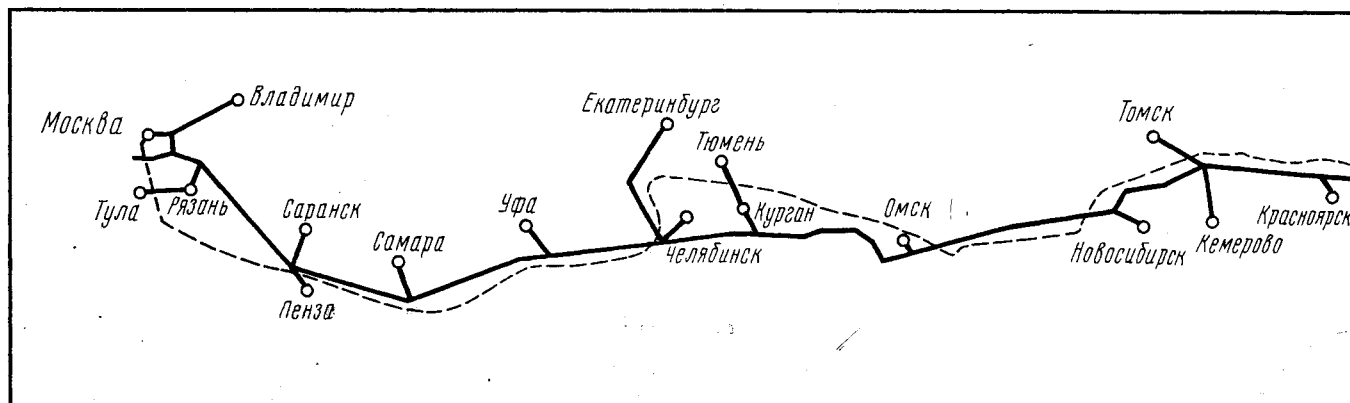 Москва
Владимир
Тула
Рязань
Саранск
Пенза
Самара
Уфа
Екатеринбург
Тюмень
Курган
Челябинск
Омск
Новосибирск
Томск
Кемерово
Красноярск